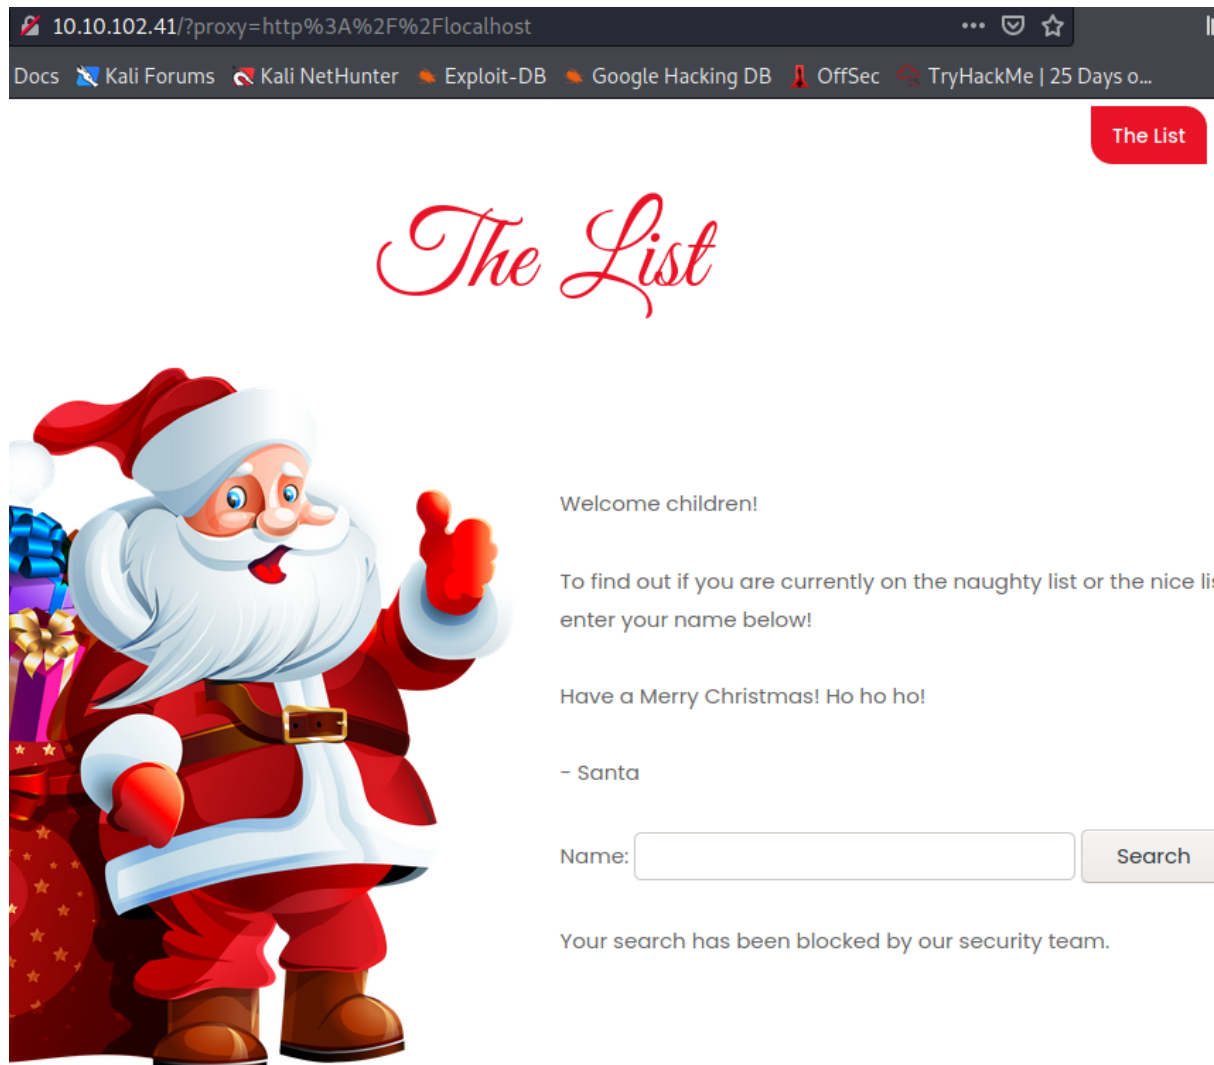 10.10.102.41/?proxy=http%3A%2F%2Flocalhost
Docs Kali Forums Kali NetHunter Exploit-DB Google Hacking DB OffSec TryHackMe | 25 Days o...
The List
The List
Welcome children!
To find out if you are currently on the naughty list or the nice
enter your name below!
Have a Merry Christmas! Ho ho ho!
- Santa
Name: Search
Your search has been blocked by our security team.